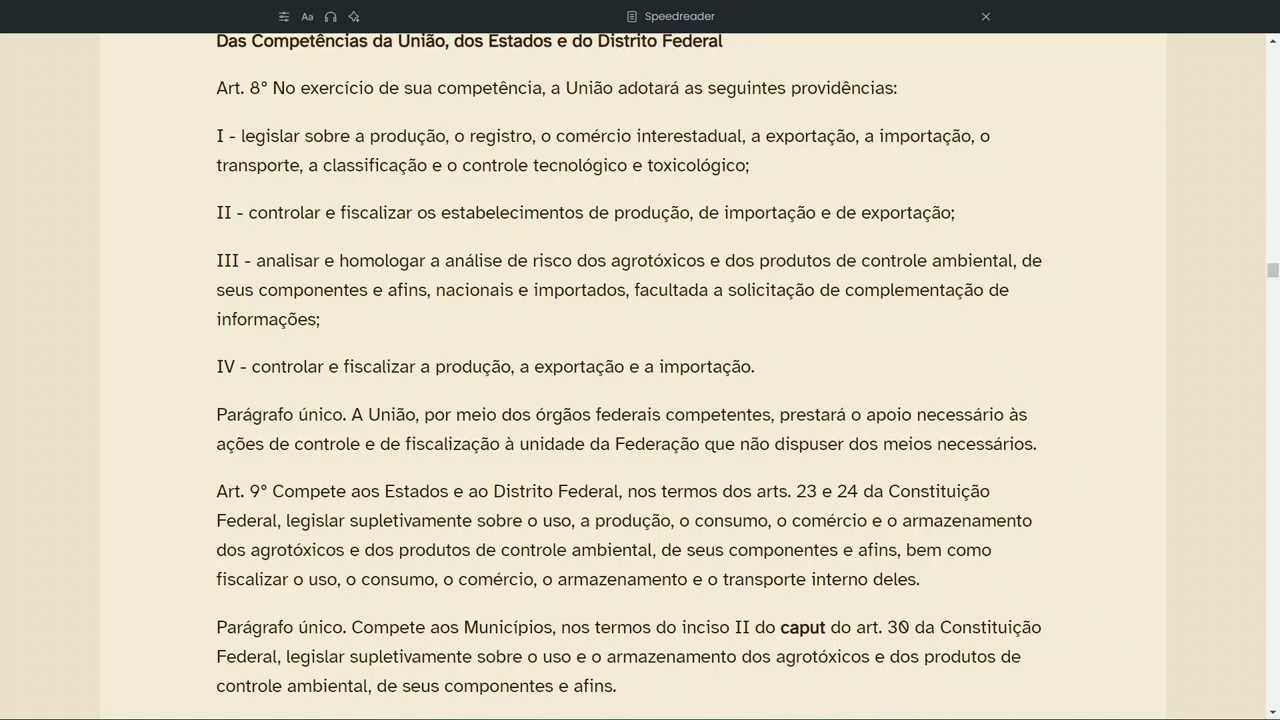 Aa
Speedreader
Das Competências da União, dos Estados e do Distrito Federal
Art. 8° No exercício de sua competência, a União adotará as seguintes providências:
I - legislar sobre a produção, o registro, o comércio interestadual, a exportação, a importação, o
transporte, a classificação e o controle tecnológico e toxicológico;
II - controlar e fiscalizar os estabelecimentos de produção, de importação e de exportação;
III - analisar e homologar a análise de risco dos agrotóxicos e dos produtos de controle ambiental, de
seus componentes e afins, nacionais e importados, facultada a solicitação de complementação de
informações;
IV - controlar e fiscalizar a produção, a exportação e a importação.
Parágrafo único. A União, por meio dos órgãos federais competentes, prestará o apoio necessário às
ações de controle e de fiscalização à unidade da Federação que não dispuser dos meios necessários.
Art. 9° Compete aos Estados e ao Distrito Federal, nos termos dos arts. 23 e 24 da Constituição
Federal, legislar supletivamente sobre o uso, a produção, o consumo, o comércio e o armazenamento
dos agrotóxicos e dos produtos de controle ambiental, de seus componentes e afins, bem como
fiscalizar o uso, o consumo, o comércio, o armazenamento e o transporte interno deles.
Parágrafo único. Compete aos Municípios, nos termos do inciso II do caput do art. 30 da Constituição
Federal, legislar supletivamente sobre o uso e o armazenamento dos agrotóxicos e dos produtos de
controle ambiental, de seus componentes e afins.